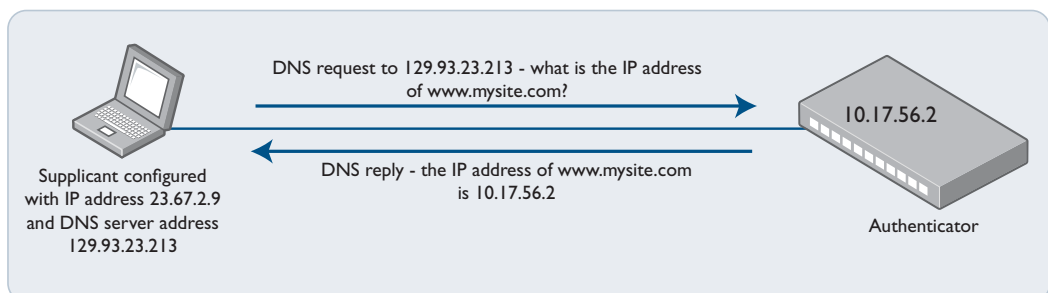 DNS request to 129.93.23.213 - what is the IP address
of www.mysite.com?
10.17.56.2
DNS reply - the IP address of www.mysite.com
is 10.17.56.2
Supplicant configured
with IP address 23.67.2.9
and DNS server address
129.93.23.213
Authenticator